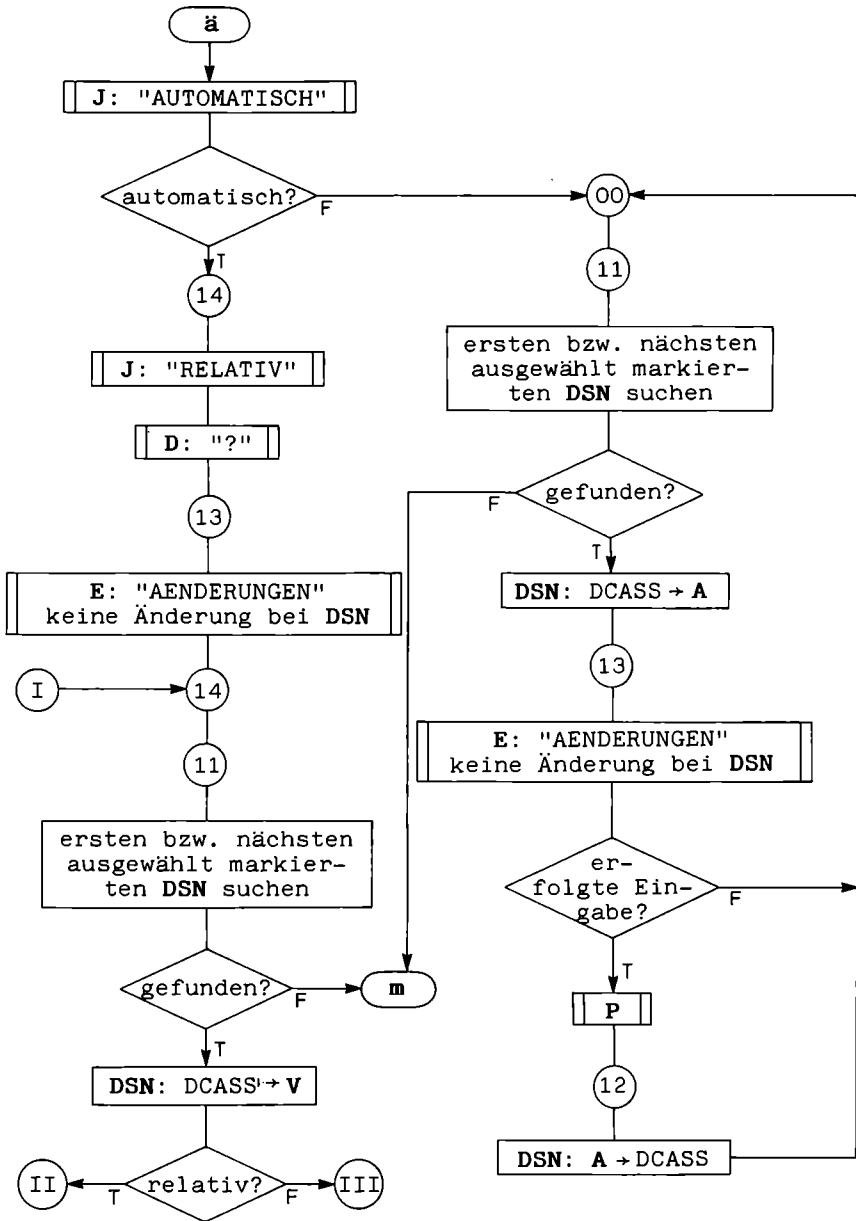 ä
J: "AUTOMATISCH"
automatisch?
F
T
14
J: "RELATIV"
D: "?"
13
E: "AENDERUNGEN"
keine Änderung bei DSN
I
14
11
ersten bzw. nächsten
ausgewählt markier-
ten DSN suchen
gefunden?
F
m
T
DSN: DCASS → V
relativ?
T
II
F
III
00
11
ersten bzw. nächsten
ausgewählt markier-
ten DSN suchen
gefunden?
F
T
DSN: DCASS → A
13
E: "AENDERUNGEN"
keine Änderung bei DSN
er-
folgte Ein-
gabe?
F
T
P
12
DSN: A → DCASS